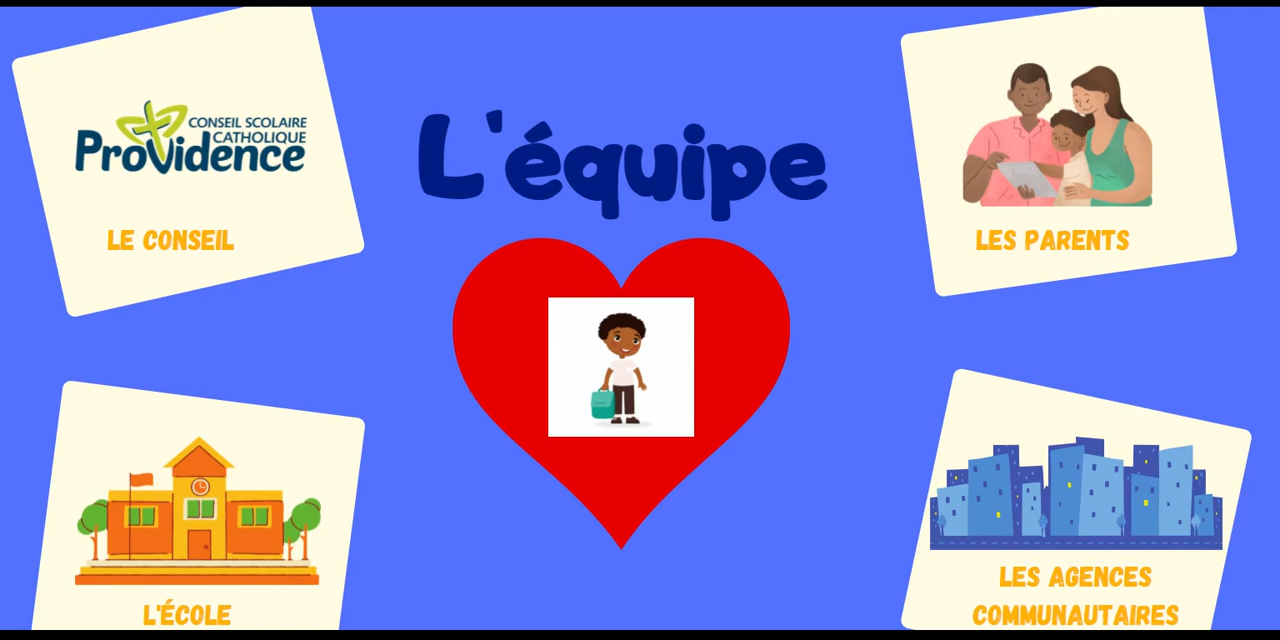 CONSEIL SCOLAIRE
CATHOLIQUE
Providence
LE CONSEIL
L'équipe
LES PARENTS
L'ÉCOLE
LES AGENCES
COMMUNAUTAIRES